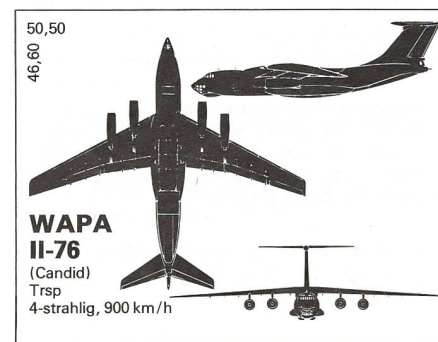 50,50
46,60
WAPA
Il-76
(Candid)
Trsp
4-strahlig, 900 km/h